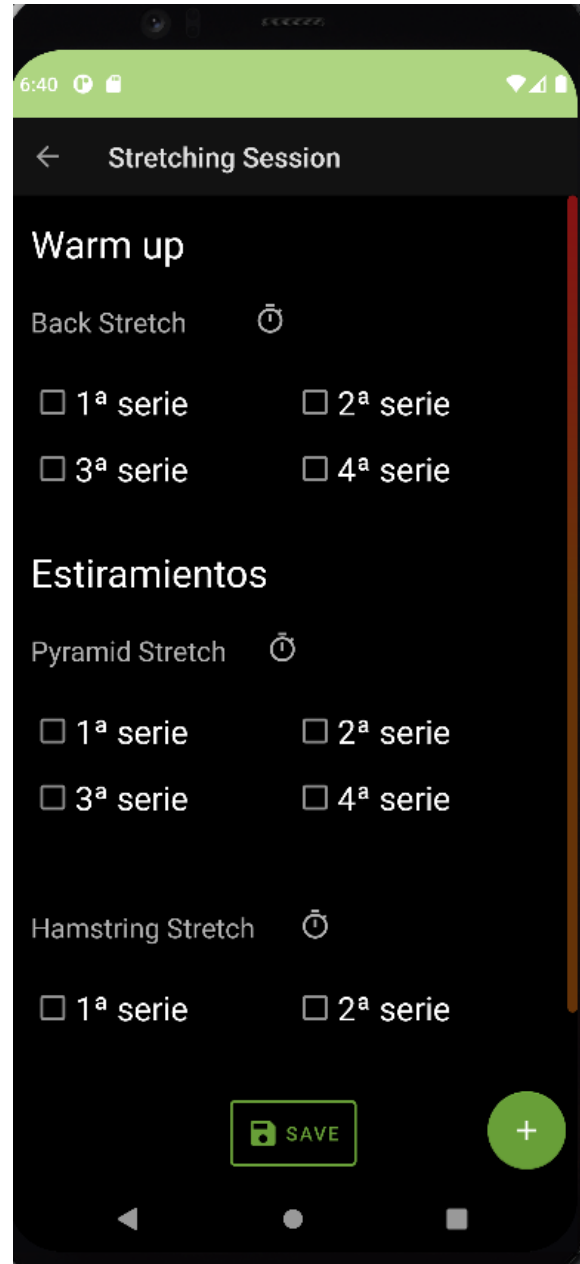 6:40
Stretching Session
Warm up
Back Stretch
1ª serie 2ª serie
3ª serie 4ª serie
Estiramientos
Pyramid Stretch
1ª serie 2ª serie
3ª serie 4ª serie
Hamstring Stretch
1ª serie 2ª serie
SAVE
+